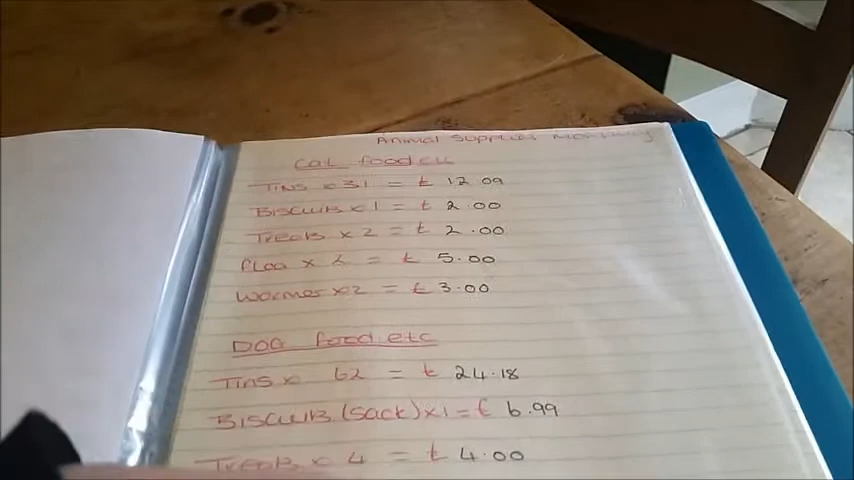 Animal Supplies Monthly
Cat food etc
Tins x 31 = £ 12.09
Biscuits x 1 = £ 2.00
Treats x 2 = £ 2.00
Flea x 2 = £ 5.00
Wormer x 2 = £ 3.00
DOG food etc
Tins x 62 = £ 24.18
Biscuits (sack) x 1 = £ 6.99
Treats x 4 = £ 4.00